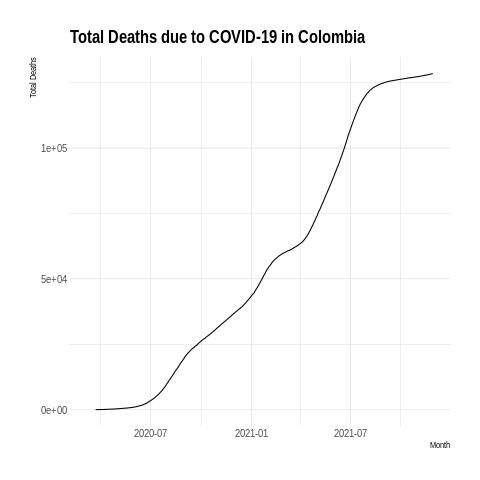 Total Deaths due to COVID-19 in Colombia
Total Deaths
1e+05
5e+04
0e+00
2020-07 2021-01 2021-07
Month